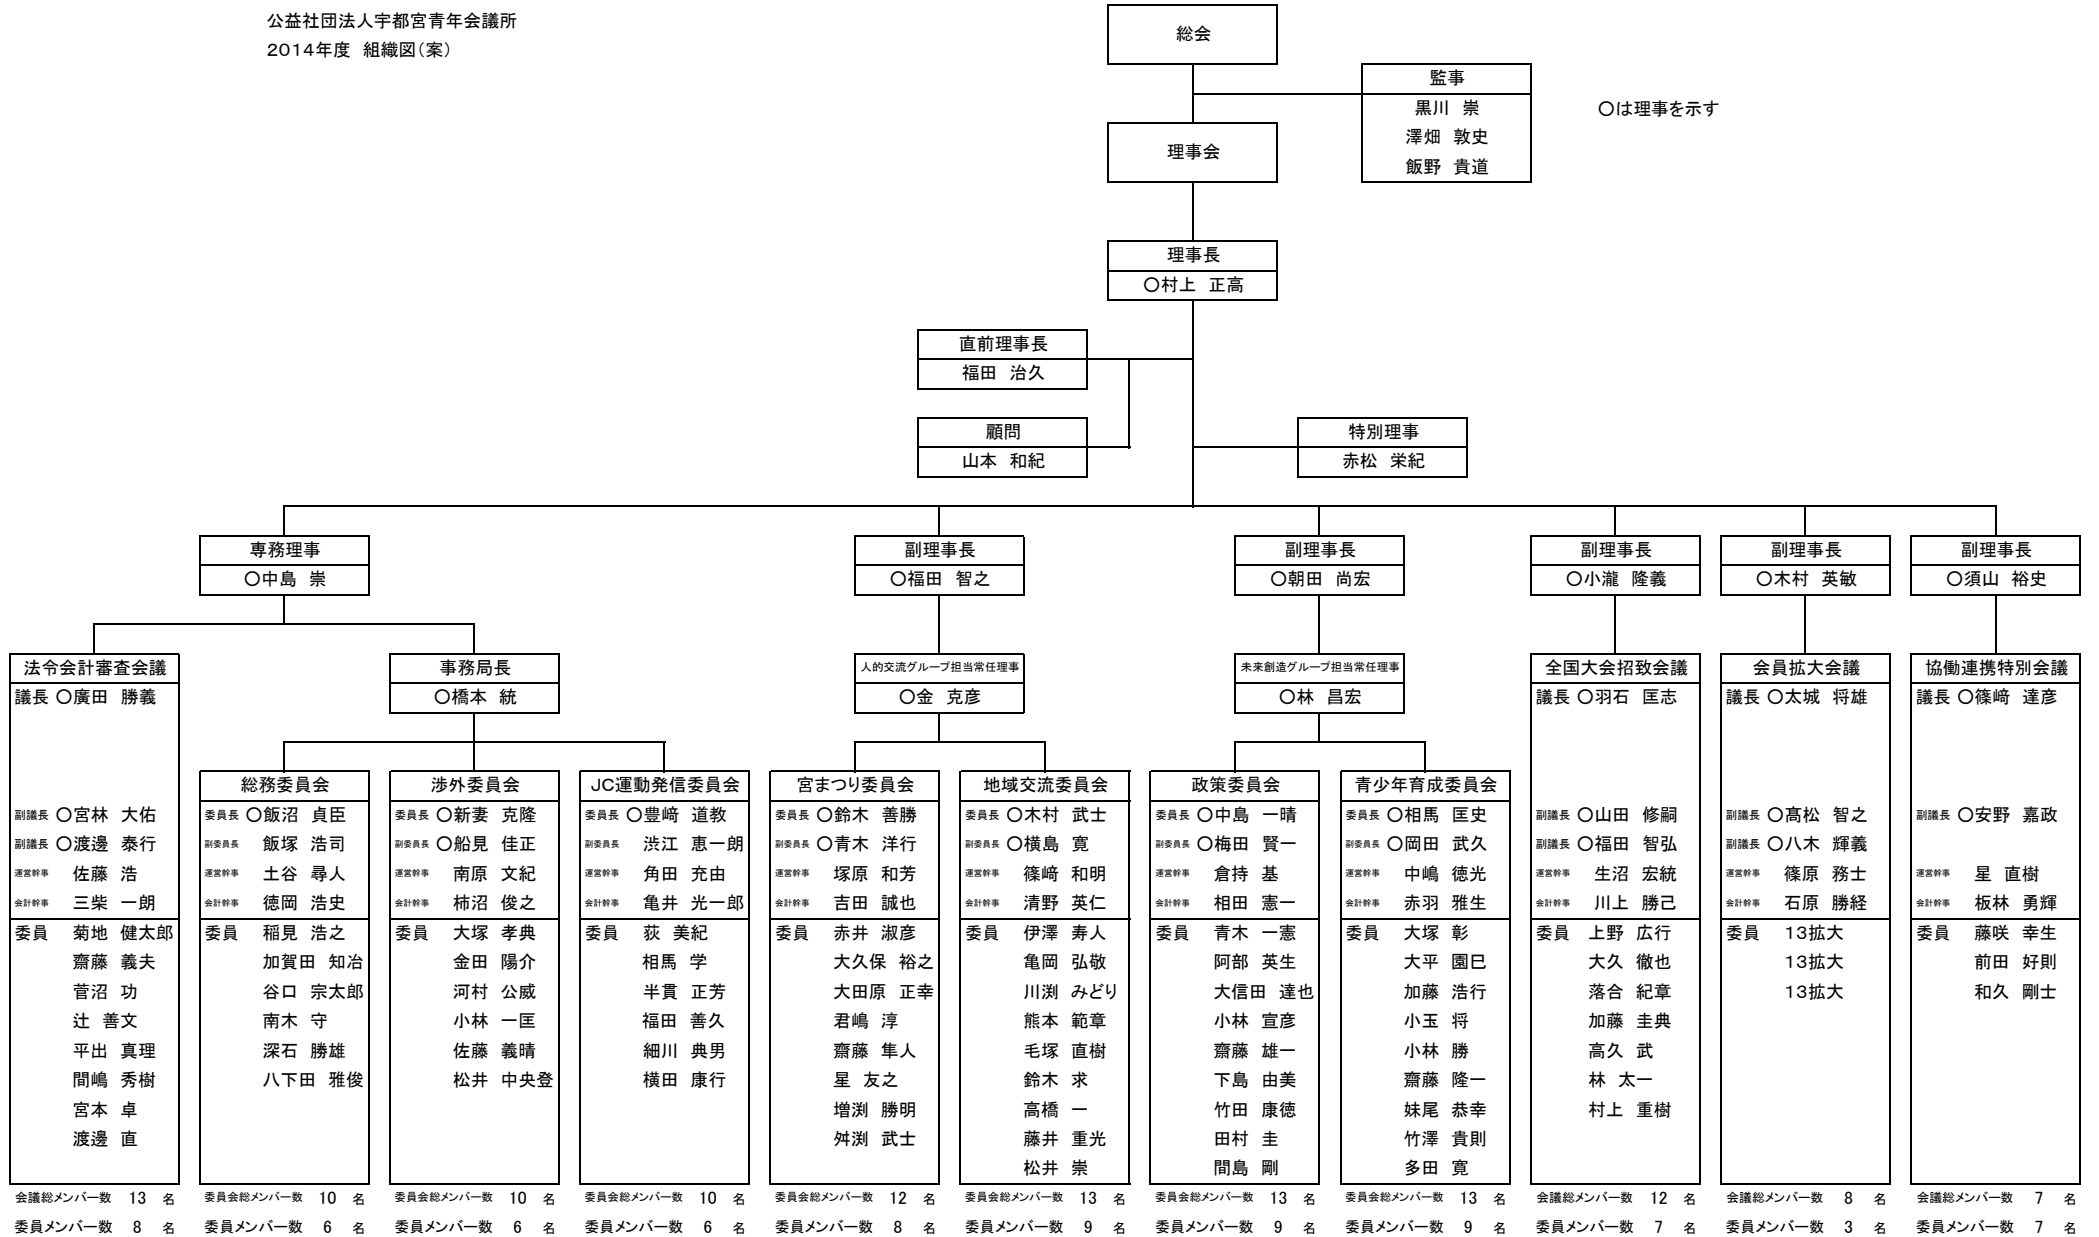 公益社団法人宇都宮青年会議所
2014年度 組織図(案)
総会
監事
黒川 崇
澤畑 敦史
飯野 貴道
〇は理事を示す
理事会
理事長
〇村上 正高
直前理事長
福田 治久
顧問
山本 和紀
特別理事
赤松 栄紀
専務理事
〇中島 崇
副理事長
〇福田 智之
副理事長
〇朝田 尚宏
副理事長
〇小瀧 隆義
副理事長
〇木村 英敏
副理事長
〇須山 裕史
法令会計審査会議
議長 〇廣田 勝義
副議長 〇宮林 大佑
副議長 〇渡邊 泰行
運営幹事 佐藤 浩
会計幹事 三柴 一朗
委員 菊地 健太郎
齋藤 義夫
菅沼 功
辻 善文
平出 真理
間嶋 秀樹
宮本 卓
渡邊 直
会議総メンバー数 13 名
委員メンバー数 8 名
事務局長
〇橋本 統
総務委員会
委員長 〇飯沼 貞臣
副委員長 飯塚 浩司
運営幹事 土谷 尋人
会計幹事 徳岡 浩史
委員 稲見 浩之
加賀田 知冶
谷口 宗太郎
南木 守
深石 勝雄
八下田 雅俊
委員会総メンバー数 10 名
委員メンバー数 6 名
渉外委員会
委員長 〇新妻 克隆
副委員長 〇船見 佳正
運営幹事 南原 文紀
会計幹事 柿沼 俊之
委員 大塚 孝典
金田 陽介
河村 公威
小林 一匡
佐藤 義晴
松井 中央登
委員会総メンバー数 10 名
委員メンバー数 6 名
JC運動発信委員会
委員長 〇豊﨑 道教
副委員長 渋江 恵一朗
運営幹事 角田 充由
会計幹事 亀井 光一郎
委員 荻 美紀
相馬 学
半貫 正芳
福田 善久
細川 典男
横田 康行
委員会総メンバー数 10 名
委員メンバー数 6 名
人的交流グループ担当常任理事
〇金 克彦
宮まつり委員会
委員長 〇鈴木 善勝
副委員長 〇青木 洋行
運営幹事 塚原 和芳
会計幹事 吉田 誠也
委員 赤井 淑彦
大久保 裕之
大田原 正幸
君嶋 淳
齋藤 隼人
星 友之
増渕 勝明
舛渕 武士
委員会総メンバー数 12 名
委員メンバー数 8 名
地域交流委員会
委員長 〇木村 武士
副委員長 〇横島 寛
運営幹事 篠﨑 和明
会計幹事 清野 英仁
委員 伊澤 寿人
亀岡 弘敬
川渕 みどり
熊本 範章
毛塚 直樹
鈴木 求
高橋 一
藤井 重光
松井 崇
委員会総メンバー数 13 名
委員メンバー数 9 名
未来創造グループ担当常任理事
〇林 昌宏
政策委員会
委員長 〇中島 一晴
副委員長 〇梅田 賢一
運営幹事 倉持 基
会計幹事 相田 憲一
委員 青木 一憲
阿部 英生
大信田 達也
小林 宣彦
齋藤 雄一
下島 由美
竹田 康徳
田村 圭
間島 剛
委員会総メンバー数 13 名
委員メンバー数 9 名
青少年育成委員会
委員長 〇相馬 匡史
副委員長 〇岡田 武久
運営幹事 中嶋 徳光
会計幹事 赤羽 雅生
委員 大塚 彰
大平 園巳
加藤 浩行
小玉 将
小林 勝
齋藤 隆一
妹尾 恭幸
竹澤 貴則
多田 寛
委員会総メンバー数 13 名
委員メンバー数 9 名
全国大会招致会議
議長 〇羽石 匡志
副議長 〇山田 修嗣
副議長 〇福田 智弘
運営幹事 生沼 宏統
会計幹事 川上 勝己
委員 上野 広行
大久 徹也
落合 紀章
加藤 圭典
高久 武
林 太一
村上 重樹
会議総メンバー数 12 名
委員メンバー数 7 名
会員拡大会議
議長 〇太城 将雄
副議長 〇髙松 智之
副議長 〇八木 輝義
運営幹事 篠原 務士
会計幹事 石原 勝経
委員 13拡大
13拡大
13拡大
会議総メンバー数 8 名
委員メンバー数 3 名
協働連携特別会議
議長 〇篠﨑 達彦
副議長 〇安野 嘉政
運営幹事 星 直樹
会計幹事 板林 勇輝
委員 藤咲 幸生
前田 好則
和久 剛士
会議総メンバー数 7 名
委員メンバー数 7 名